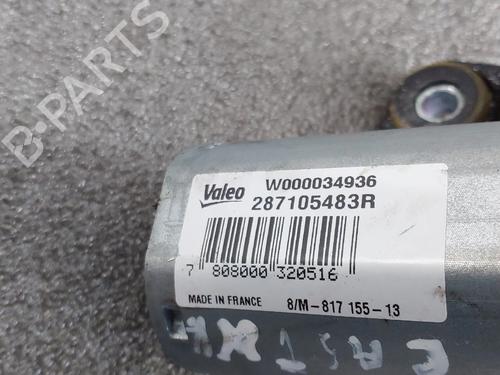 B-PARTS
Valeo W000034936
287105483R
7 808000 320516
MADE IN FRANCE 8/M-817 155-13